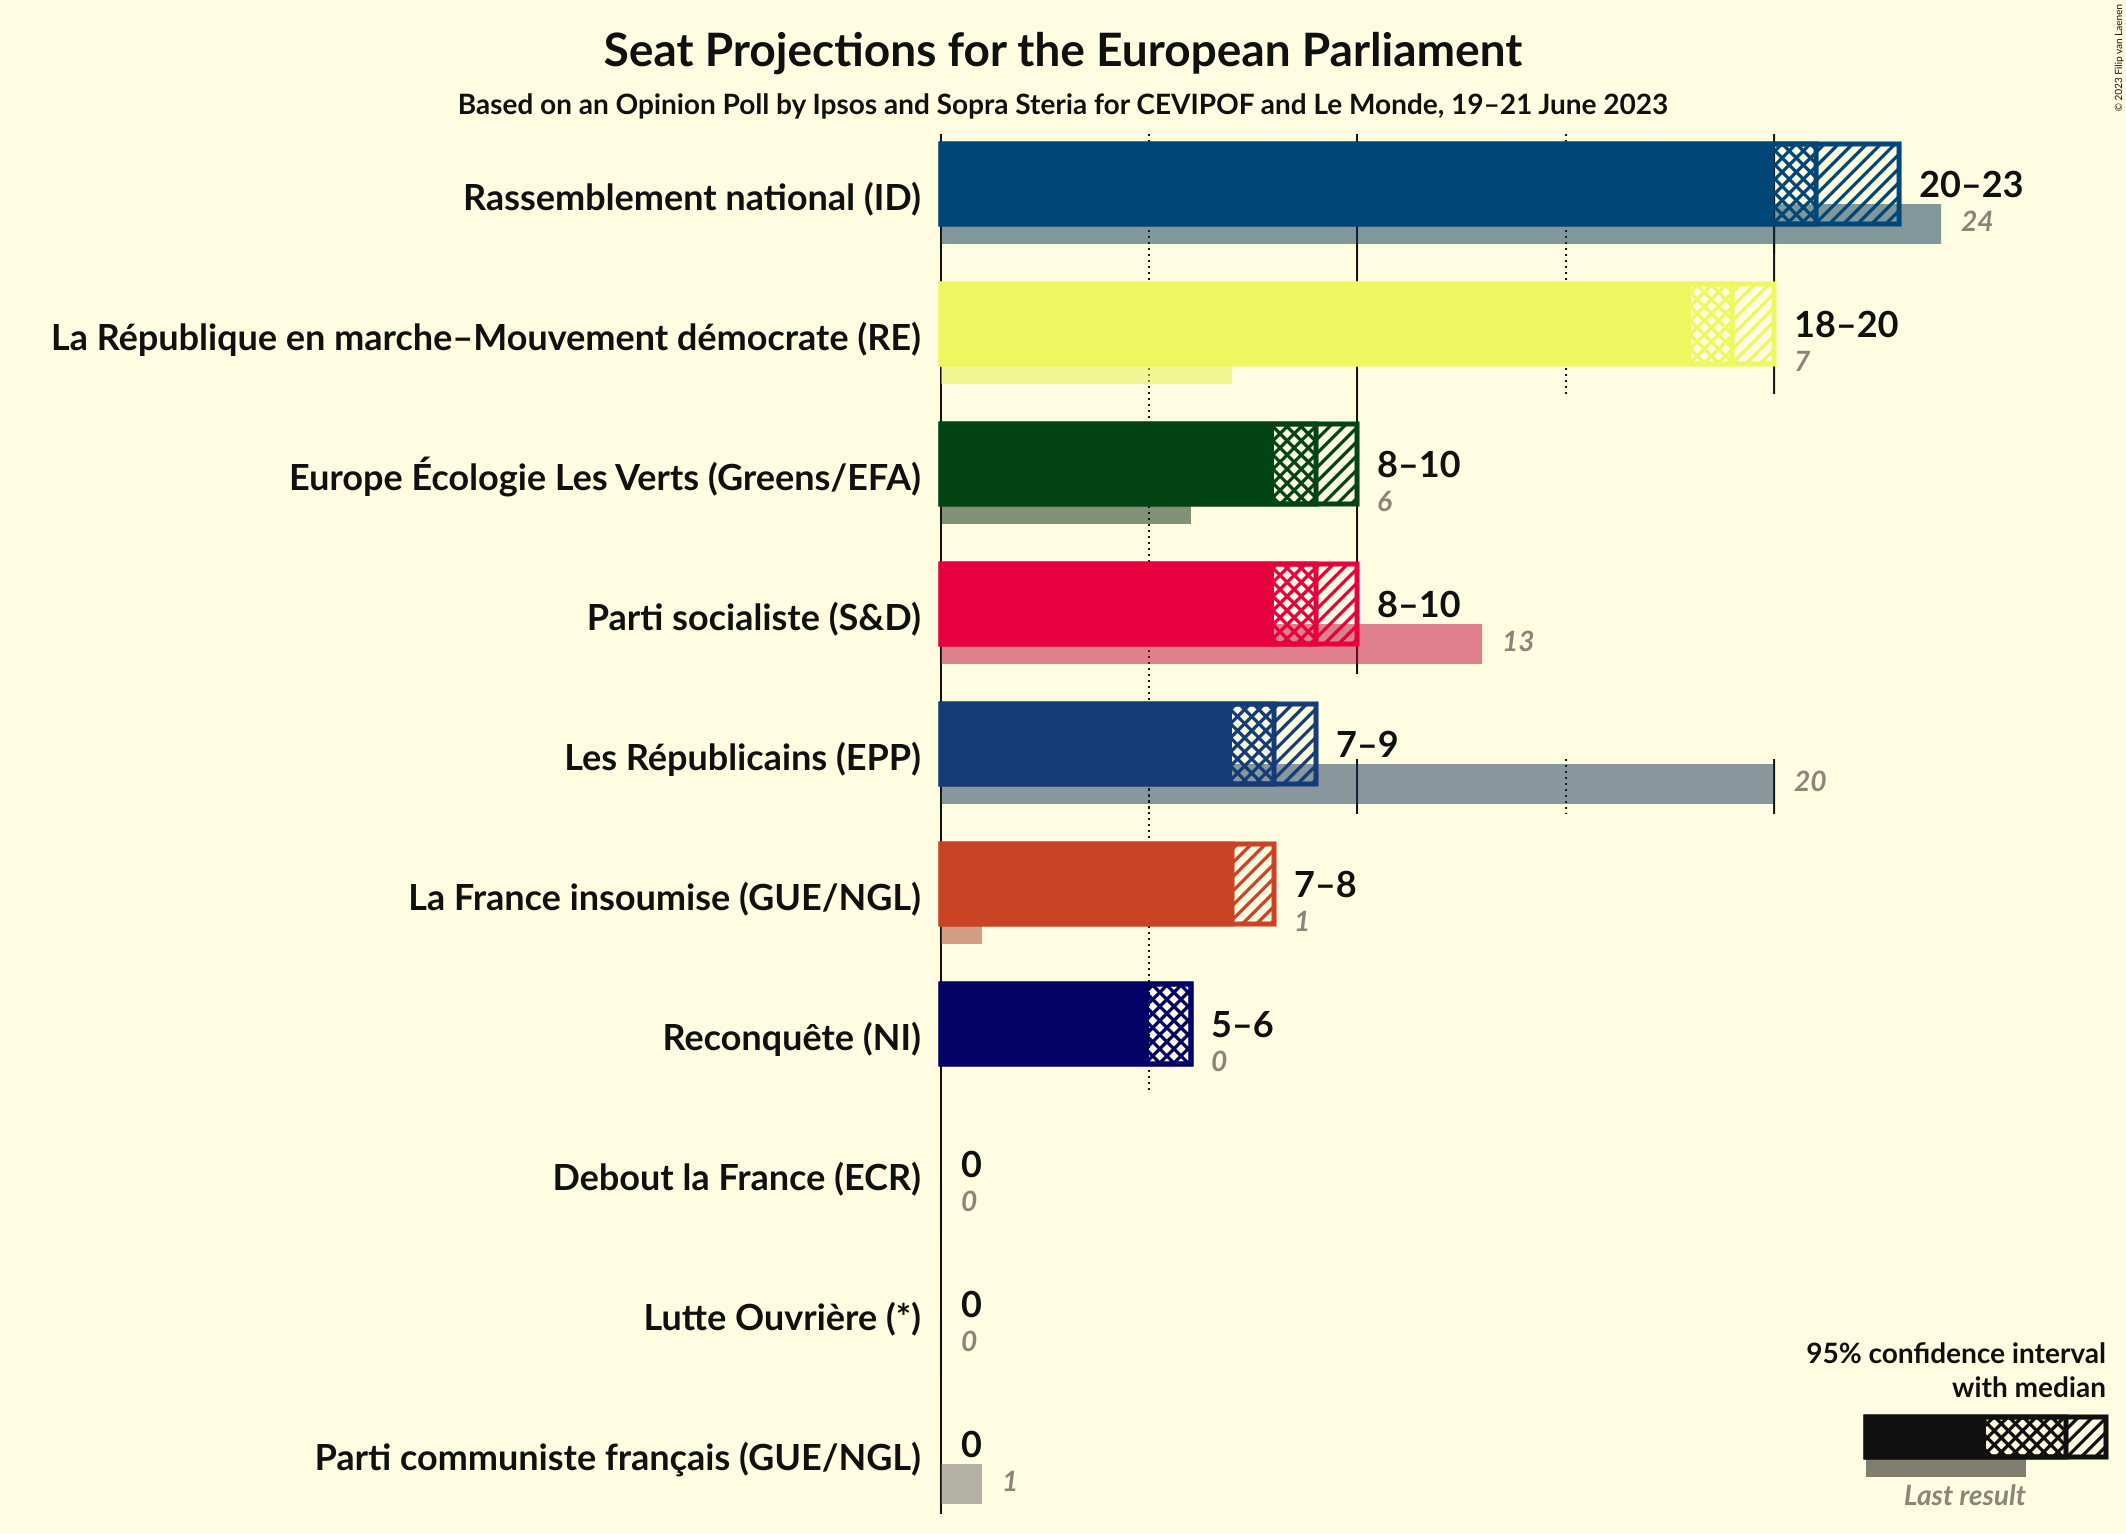 Seat Projections for the European Parliament
Based on an Opinion Poll by Ipsos and Sopra Steria for CEVIPOF and Le Monde, 19–21 June 2023
© 2023 Filip van Laenen
Rassemblement national (ID)
20–23
24
La République en marche–Mouvement démocrate (RE)
18–20
7
Europe Écologie Les Verts (Greens/EFA)
8–10
6
Parti socialiste (S&D)
8–10
13
Les Républicains (EPP)
7–9
20
La France insoumise (GUE/NGL)
7–8
1
Reconquête (NI)
5–6
0
Debout la France (ECR)
0
0
Lutte Ouvrière (*)
0
0
Parti communiste français (GUE/NGL)
0
1
95% confidence interval
with median
Last result